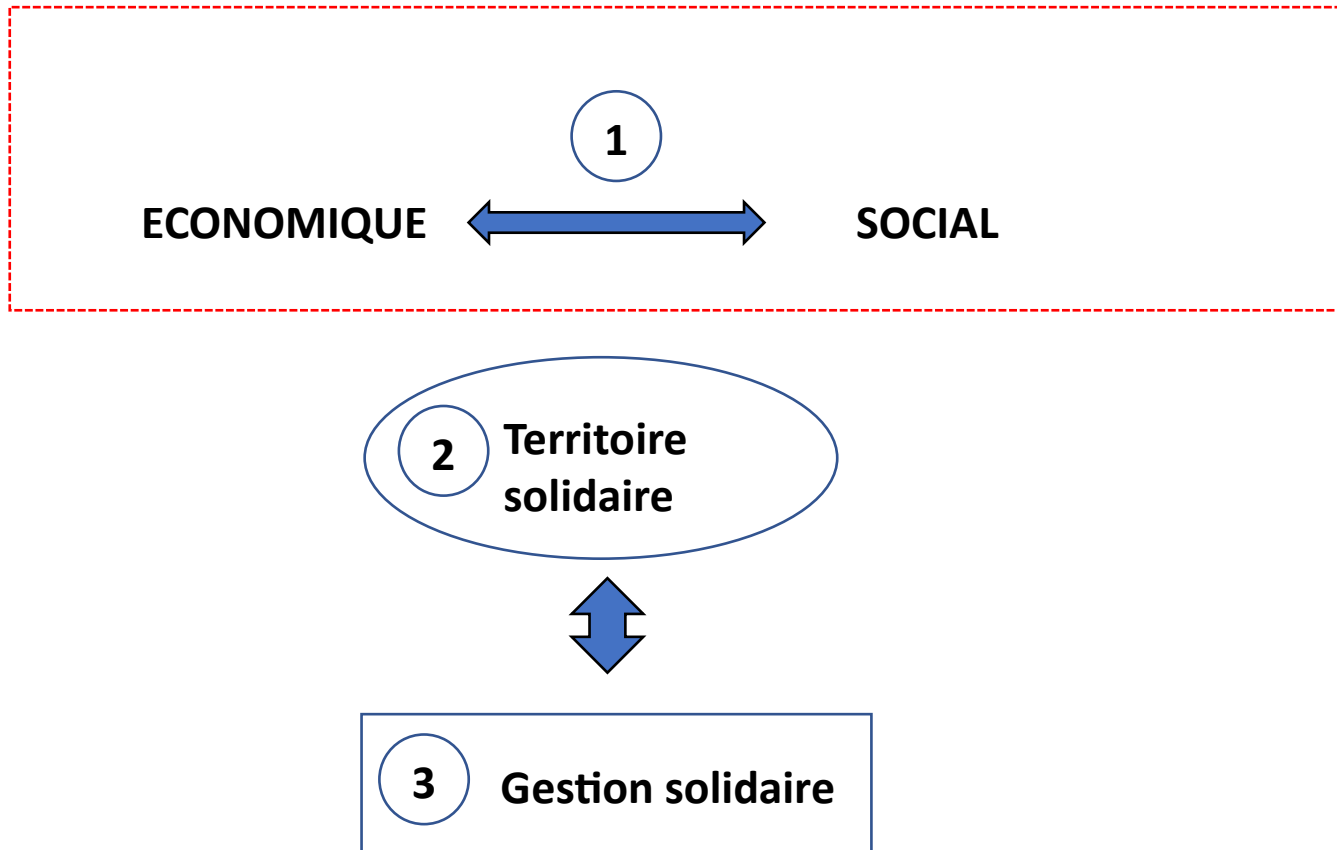 1
ECONOMIQUE SOCIAL
2 Territoire
solidaire
3 Gestion solidaire